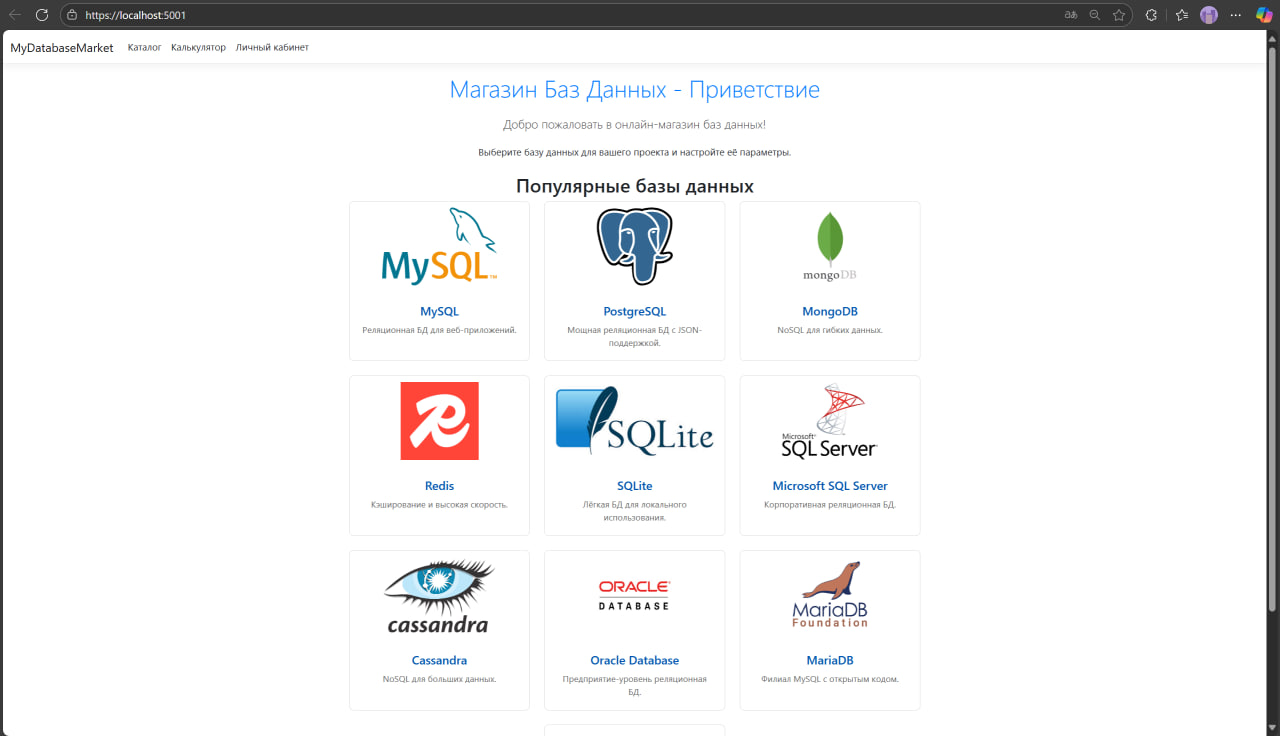 https://localhost:5001
MyDatabaseMarket Каталог Калькулятор Личный кабинет
Магазин Баз Данных - Приветствие
Добро пожаловать в онлайн-магазин баз данных!
Выберите базу данных для вашего проекта и настройте её параметры.
Популярные базы данных
MySQL™
MySQL
Реляционная БД для веб-приложений.
PostgreSQL
Мощная реляционная БД с JSON-
поддержкой.
mongoDB
MongoDB
NoSQL для гибких данных.
Redis
Кэширование и высокая скорость.
SQLite
SQLite
Лёгкая БД для локального
использования.
Microsoft®
SQL Server®
Microsoft SQL Server
Корпоративная реляционная БД.
cassandra
Cassandra
NoSQL для больших данных.
ORACLE®
DATABASE
Oracle Database
Предприятие-уровень реляционная
БД.
MariaDB
Foundation
MariaDB
Филиал MySQL с открытым кодом.